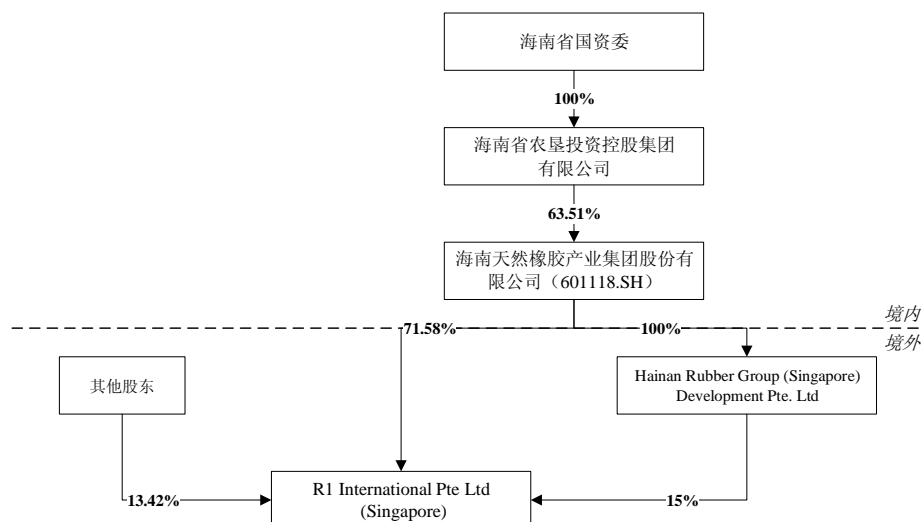 海南省国资委
100%
海南省农垦投资控股集团
有限公司
63.51%
海南天然橡胶产业集团股份有
限公司（601118.SH）
境内
71.58%
100%
境外
其他股东
Hainan Rubber Group (Singapore)
Development Pte. Ltd
13.42%
R1 International Pte Ltd
(Singapore)
15%